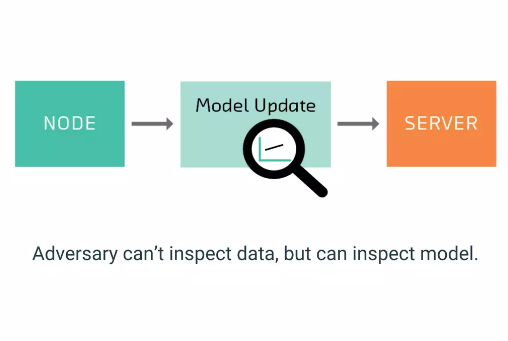 NODE
Model Update
SERVER
Adversary can’t inspect data, but can inspect model.